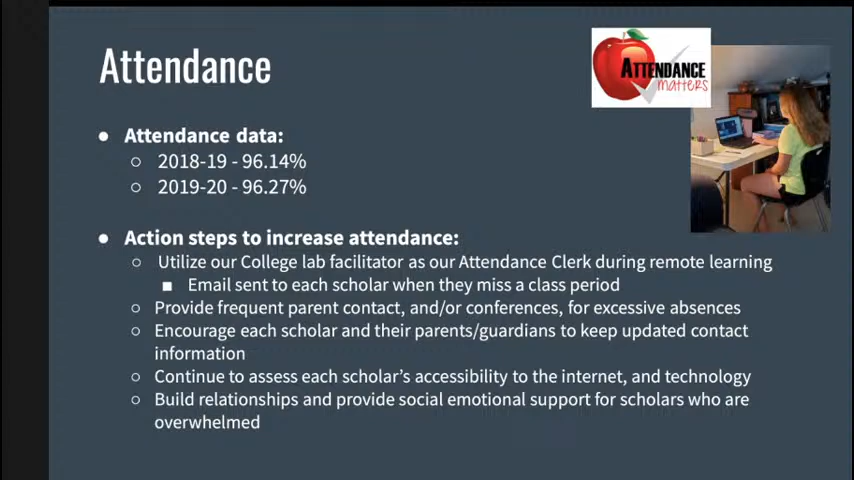 Attendance
ATTENDANCE
matters
● Attendance data:
○ 2018-19 - 96.14%
○ 2019-20 - 96.27%
● Action steps to increase attendance:
○ Utilize our College lab facilitator as our Attendance Clerk during remote learning
■ Email sent to each scholar when they miss a class period
○ Provide frequent parent contact, and/or conferences, for excessive absences
○ Encourage each scholar and their parents/guardians to keep updated contact
information
○ Continue to assess each scholar's accessibility to the internet, and technology
○ Build relationships and provide social emotional support for scholars who are
overwhelmed